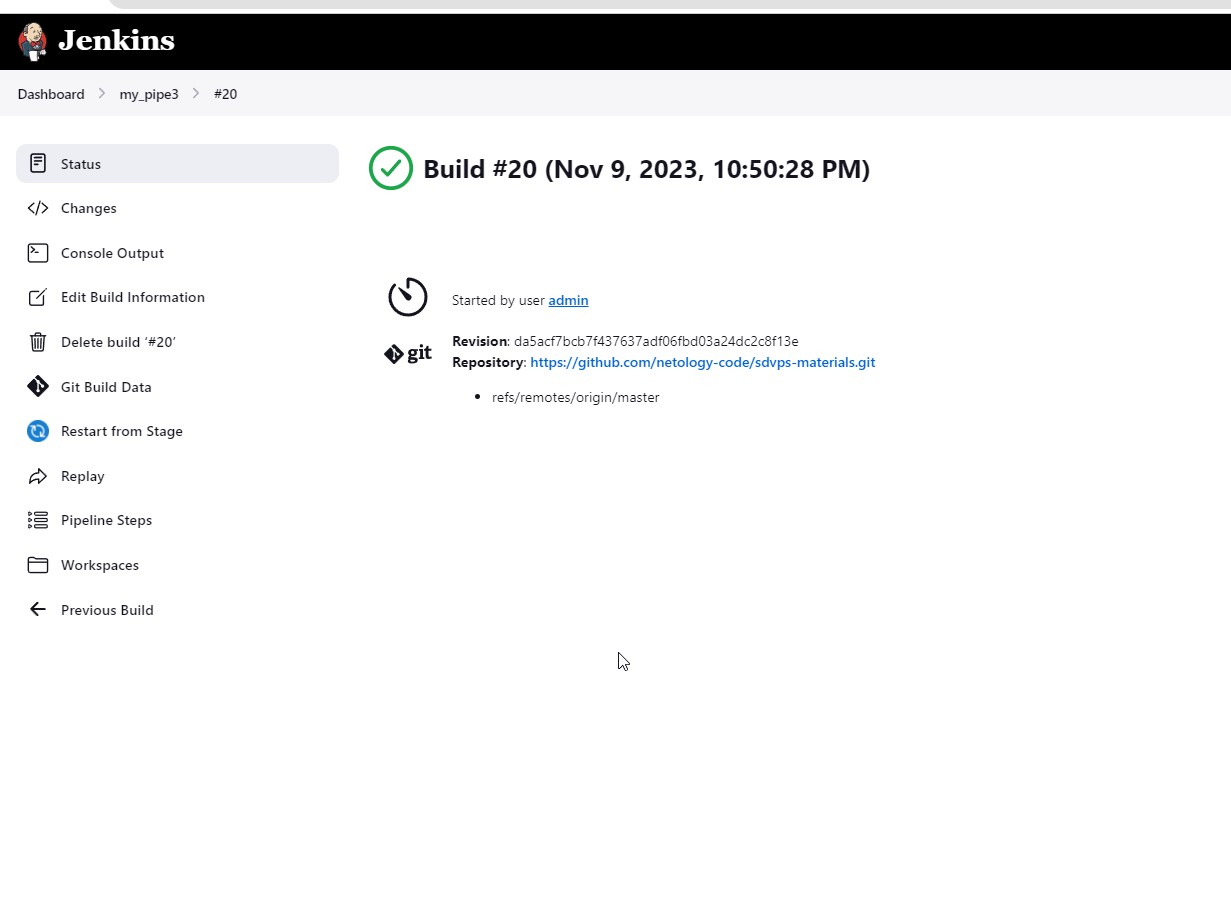 Jenkins
Dashboard > my_pipe3 > #20
Status
Changes
Console Output
Edit Build Information
Delete build ‘#20’
Git Build Data
Restart from Stage
Replay
Pipeline Steps
Workspaces
Previous Build
Build #20 (Nov 9, 2023, 10:50:28 PM)
Started by user admin
git
Revision: da5acf7bcb7f437637adf06fbd03a24dc2c8f13e
Repository: https://github.com/netology-code/sdvps-materials.git
• refs/remotes/origin/master